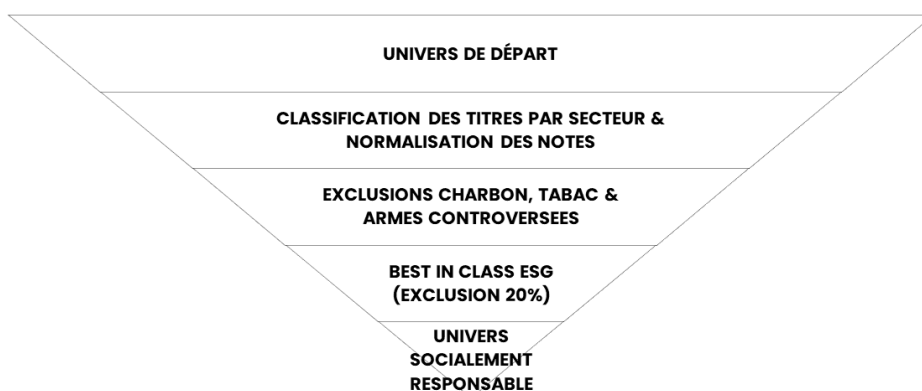 UNIVERS DE DÉPART
CLASSIFICATION DES TITRES PAR SECTEUR &
NORMALISATION DES NOTES
EXCLUSIONS CHARBON, TABAC &
ARMES CONTROVERSEES
BEST IN CLASS ESG
(EXCLUSION 20%)
UNIVERS
SOCIALEMENT
RESPONSABLE